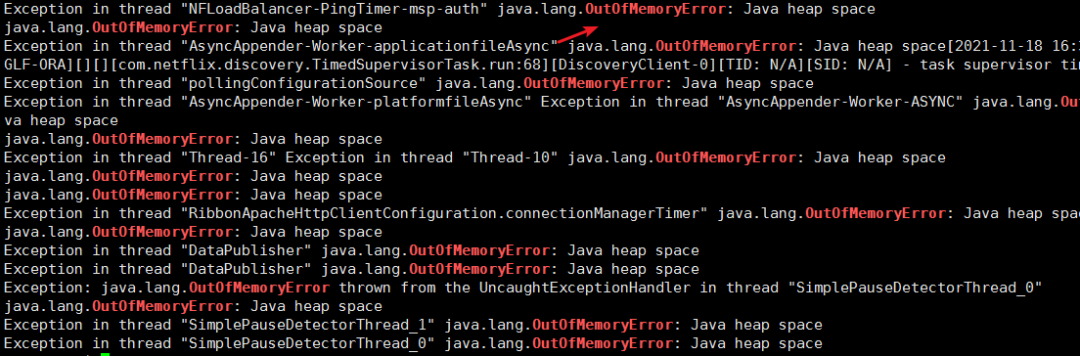 Exception in thread "NFLoadBalancer-PingTimer-msp-auth" java.lang.OutOfMemoryError: Java heap space
java.lang.OutOfMemoryError: Java heap space
Exception in thread "AsyncAppender-Worker-applicationfileAsync" java.lang.OutOfMemoryError: Java heap space[2021-11-18 16:
GLF-ORA][][][com.netflix.discovery.TimedSupervisorTask.run:68][DiscoveryClient-0][TID: N/A][SID: N/A] - task supervisor
Exception in thread "pollingConfigurationSource" java.lang.OutOfMemoryError: Java heap space
Exception in thread "AsyncAppender-Worker-platformfileAsync" Exception in thread "AsyncAppender-Worker-ASYNC" java.lang.Out
va heap space
java.lang.OutOfMemoryError: Java heap space
Exception in thread "Thread-16" Exception in thread "Thread-10" java.lang.OutOfMemoryError: Java heap space
java.lang.OutOfMemoryError: Java heap space
java.lang.OutOfMemoryError: Java heap space
Exception in thread "RibbonApacheHttpClientConfiguration.connectionManagerTimer" java.lang.OutOfMemoryError: Java heap spac
java.lang.OutOfMemoryError: Java heap space
Exception in thread "DataPublisher" java.lang.OutOfMemoryError: Java heap space
Exception in thread "DataPublisher" java.lang.OutOfMemoryError: Java heap space
Exception: java.lang.OutOfMemoryError thrown from the UncaughtExceptionHandler in thread "SimplePauseDetectorThread_0"
java.lang.OutOfMemoryError: Java heap space
Exception in thread "SimplePauseDetectorThread_1" java.lang.OutOfMemoryError: Java heap space
Exception in thread "SimplePauseDetectorThread_0" java.lang.OutOfMemoryError: Java heap space